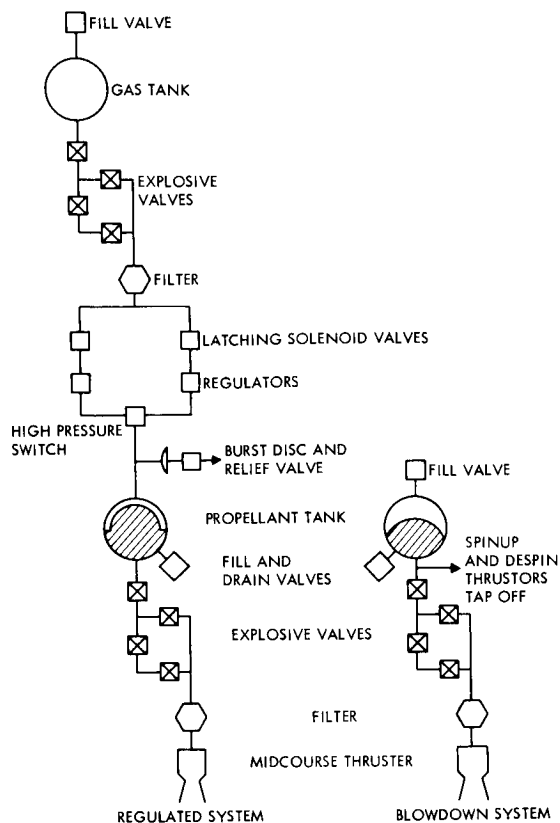 FILL VALVE
GAS TANK
EXPLOSIVE
VALVES
FILTER
LATCHING SOLENOID VALVES
REGULATORS
HIGH PRESSURE
SWITCH
BURST DISC AND
RELIEF VALVE
FILL VALVE
PROPELLANT TANK
SPINUP
AND DESPIN
THRUSTORS
TAP OFF
FILL AND
DRAIN VALVES
EXPLOSIVE VALVES
FILTER
MIDCOURSE THRUSTER
REGULATED SYSTEM
BLOWDOWN SYSTEM